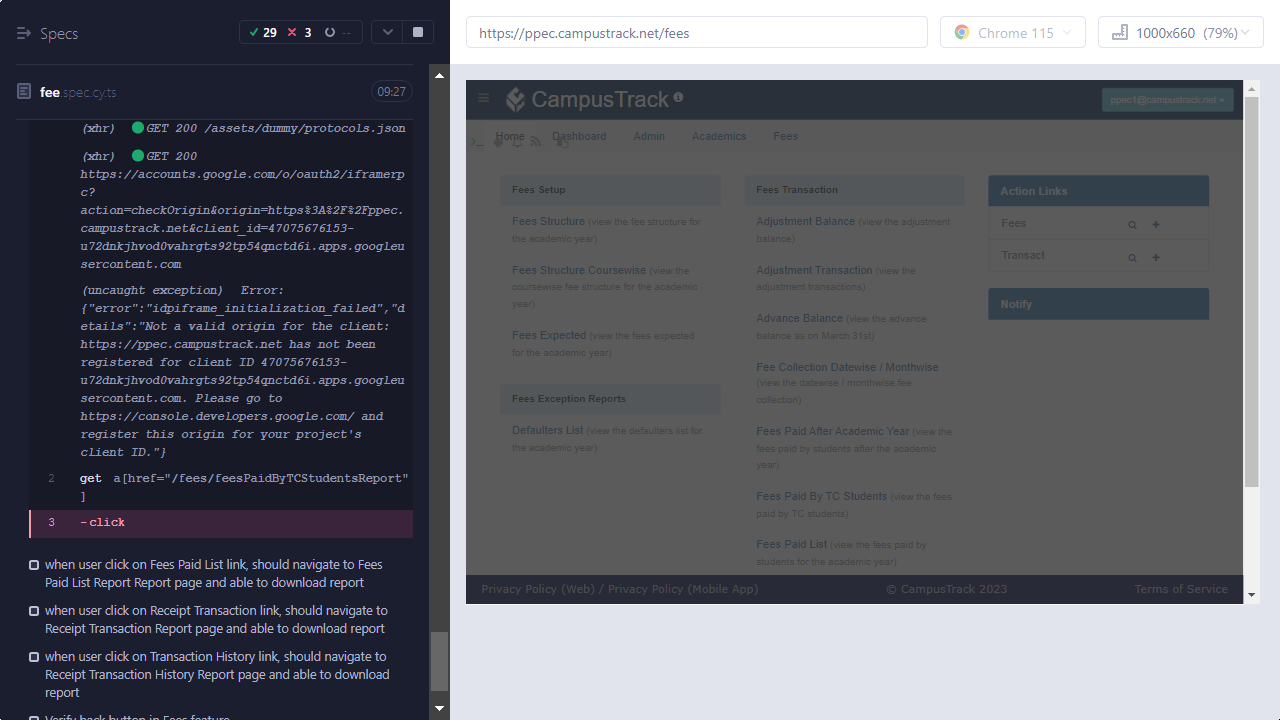 Specs
29
3
--
fee.spec.cy.ts
09:27
(xhr) GET 200 /assets/dummy/protocols.json
(xhr) GET 200
https://accounts.google.com/o/oauth2/iframerp
c?
action=checkOrigin&origin=https%3A%2F%2Fppec.
campustrack.net&client_id=47075676153-
u72dnkjhvod0vahrgts92tp54qnctd6i.apps.googleu
sercontent.com
(uncaught exception) Error:
{"error":"idpiframe_initialization_failed","d
etails":"Not a valid origin for the client:
https://ppec.campustrack.net has not been
registered for client ID 47075676153-
u72dnkjhvod0vahrgts92tp54qnctd6i.apps.googleu
sercontent.com. Please go to
https://console.developers.google.com/ and
register this origin for your project's
client ID."}
2 get a[href="/fees/feesPaidByTCStudentsReport"
]
3 -click
when user click on Fees Paid List link, should navigate to Fees
Paid List Report Report page and able to download report
when user click on Receipt Transaction link, should navigate to
Receipt Transaction Report page and able to download report
when user click on Transaction History link, should navigate to
Receipt Transaction History Report page and able to download
report
Verify back button in Fees feature
https://ppec.campustrack.net/fees
Chrome 115
1000x660 (79%)
CampusTrack
ppec1@campustrack.net
Home Dashboard Admin Academics Fees
Fees Setup
Fees Structure (view the fee structure for
the academic year)
Fees Structure Coursewise (view the
coursewise fee structure for the academic
year)
Fees Expected (view the fees expected
for the academic year)
Fees Exception Reports
Defaulters List (view the defaulters list for
the academic year)
Fees Transaction
Adjustment Balance (view the adjustment
balance)
Adjustment Transaction (view the
adjustment transactions)
Advance Balance (view the advance
balance as on March 31st)
Fee Collection Datewise / Monthwise
(view the datewise / monthwise fee
collection)
Fees Paid After Academic Year (view the
fees paid by students after the academic
year)
Fees Paid By TC Students (view the fees
paid by TC students)
Fees Paid List (view the fees paid by
students for the academic year)
Action Links
Fees
Transact
Notify
Privacy Policy (Web) / Privacy Policy (Mobile App)
© CampusTrack 2023
Terms of Service